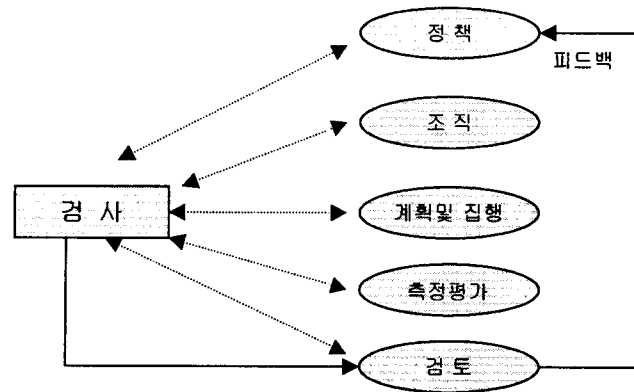 정 책
피드백
조 직
검 사
계획및 집행
측정평가
검 토